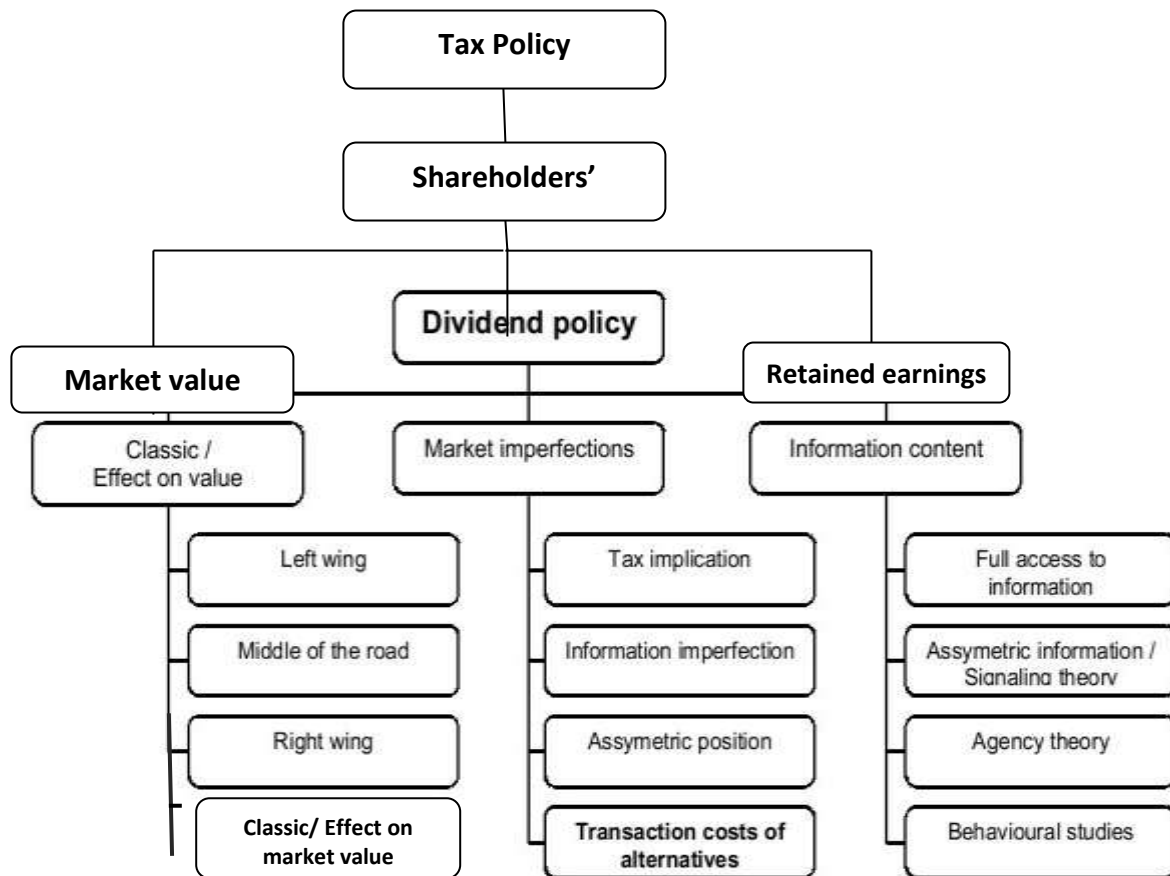 Tax Policy
Shareholders’
Dividend policy
Market value
Retained earnings
Classic /
Effect on value
Market imperfections
Information content
Left wing
Tax implication
Full access to
information
Middle of the road
Information imperfection
Assymetric information /
Signaling theory
Right wing
Assymetric position
Agency theory
Classic/ Effect on
market value
Transaction costs of
alternatives
Behavioural studies